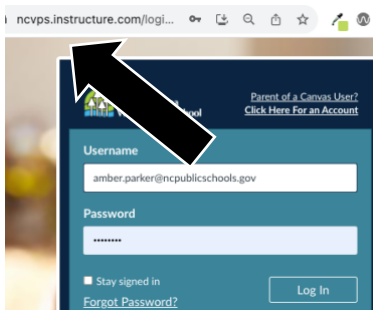 ncvps.instructure.com/logi...
Parent of a Canvas User?
Click Here For an Account
Username
amber.parker@ncpublicschools.gov
Password
••••••••
Stay signed in
Log In
Forgot Password?